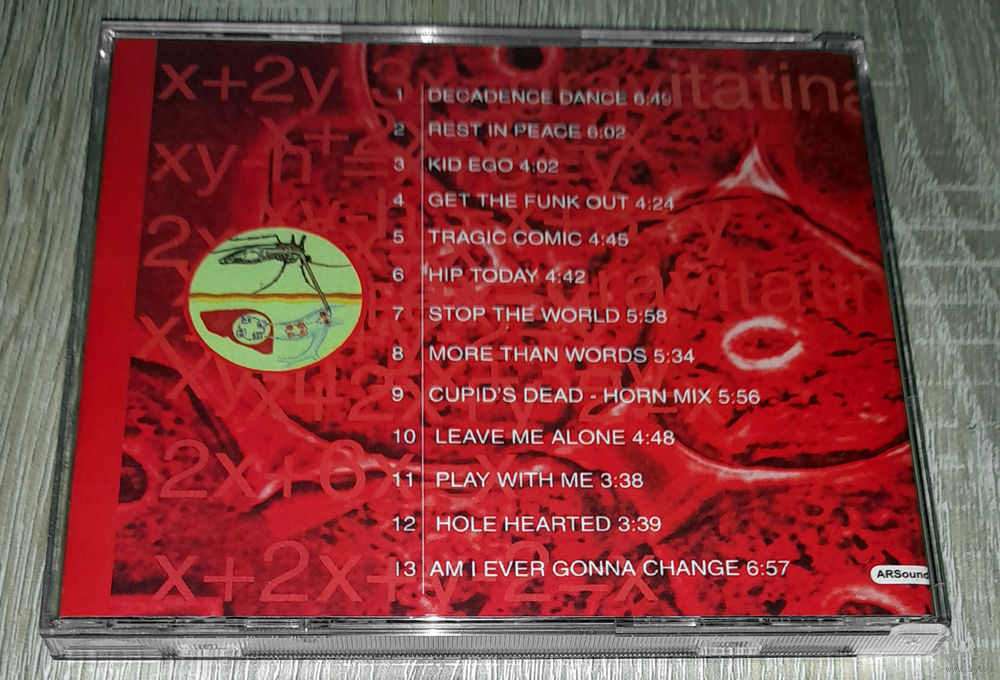 x+2y 3x gravitatina
1 DECADENCE DANCE 6:49
2 REST IN PEACE 6:02
3 KID EGO 4:02
4 GET THE FUNK OUT 4:24
5 TRAGIC COMIC 4:45
6 HIP TODAY 4:42
7 STOP THE WORLD 5:58
8 MORE THAN WORDS 5:34
9 CUPID'S DEAD - HORN MIX 5:56
10 LEAVE ME ALONE 4:48
11 PLAY WITH ME 3:38
12 HOLE HEARTED 3:39
13 AM I EVER GONNA CHANGE 6:57
ARSound